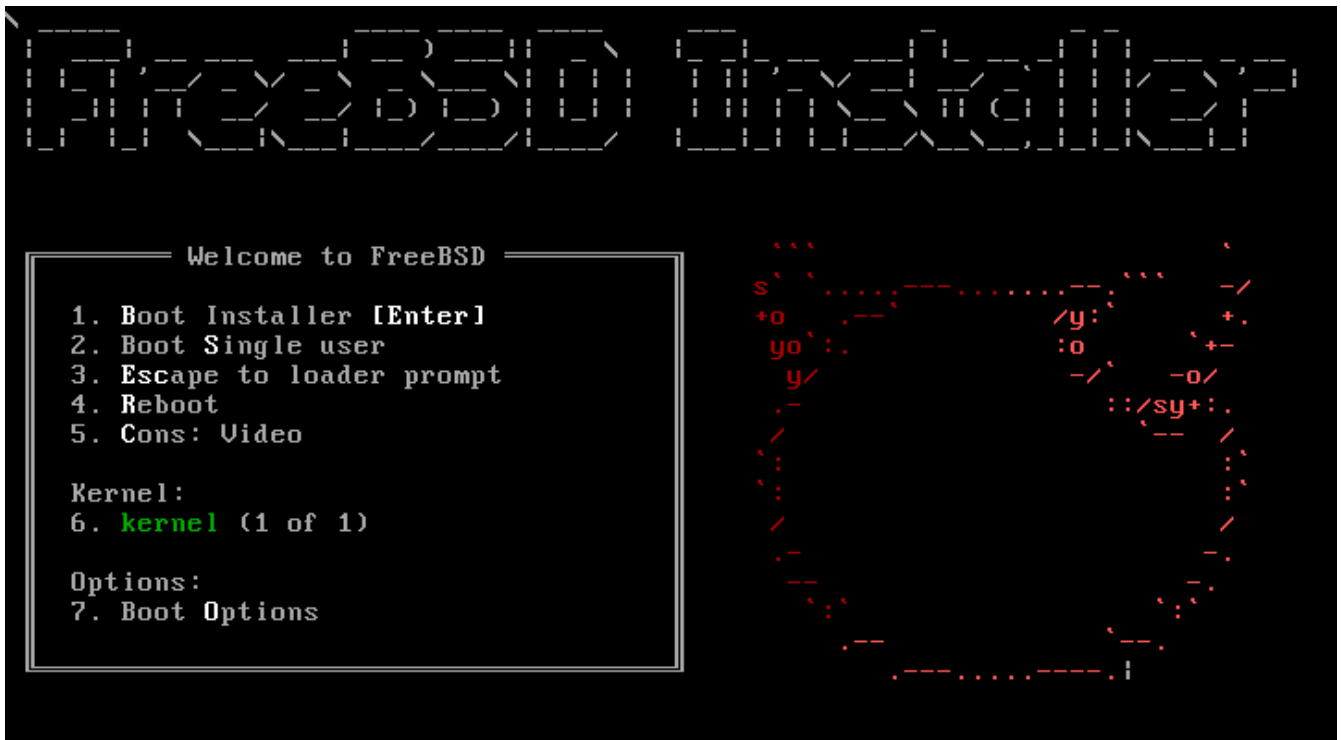 FreeBSD Installer
Welcome to FreeBSD
1. Boot Installer [Enter]
2. Boot Single user
3. Escape to loader prompt
4. Reboot
5. Cons: Video
Kernel:
6. kernel (1 of 1)
Options:
7. Boot Options